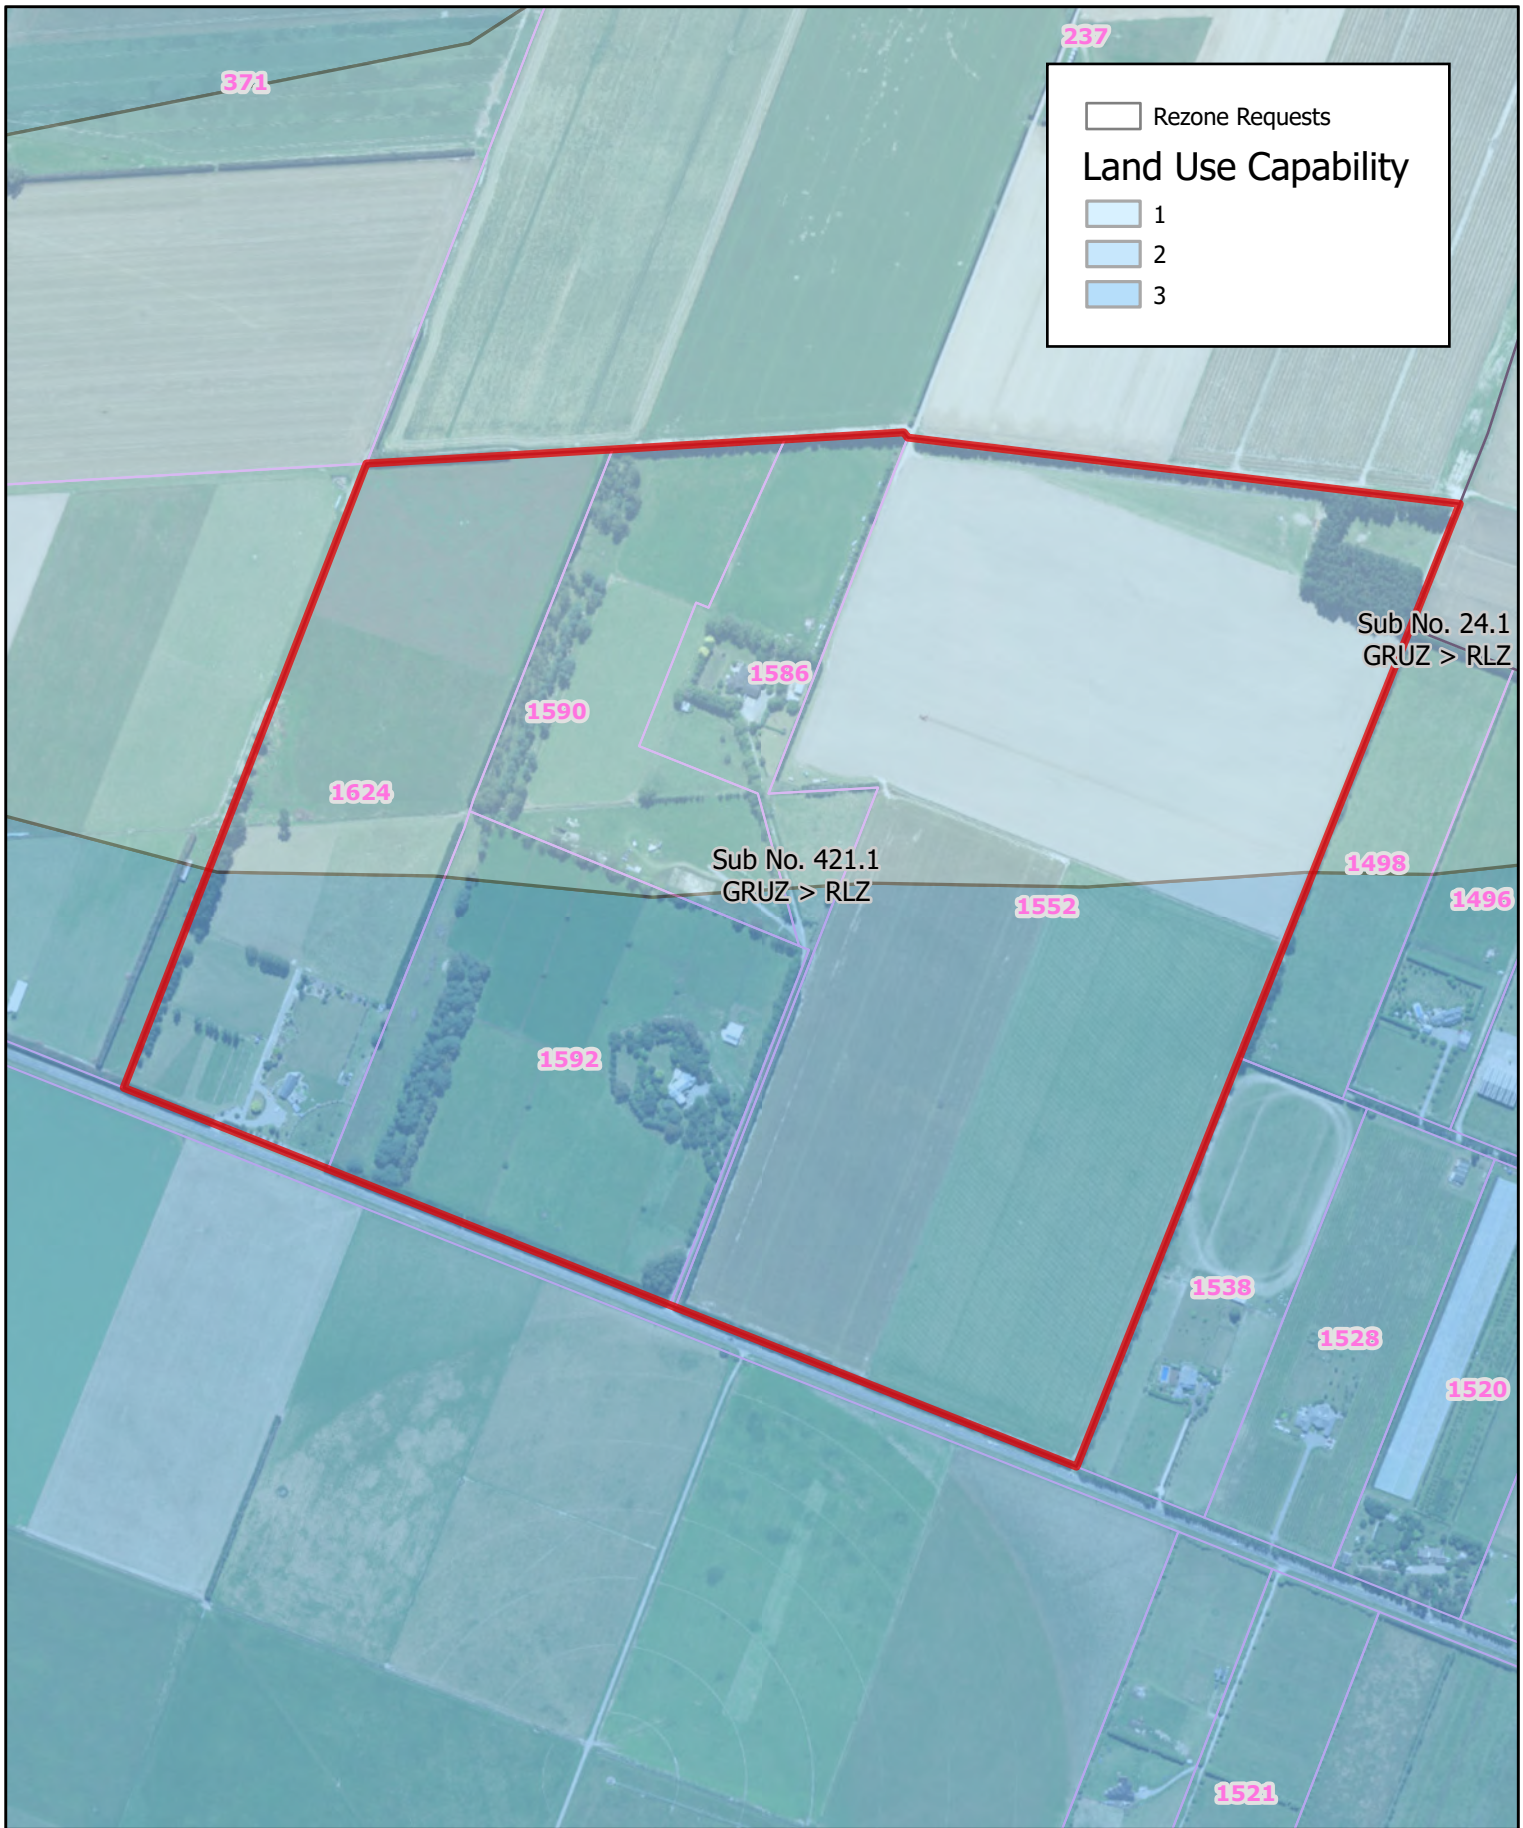 237
371
Rezone Requests
Land Use Capability
1
2
3
Sub No. 24.1
GRUZ > RLZ
1586
1590
1624
Sub No. 421.1
GRUZ > RLZ
1498
1552
1496
1592
1538
1528
1520
1521